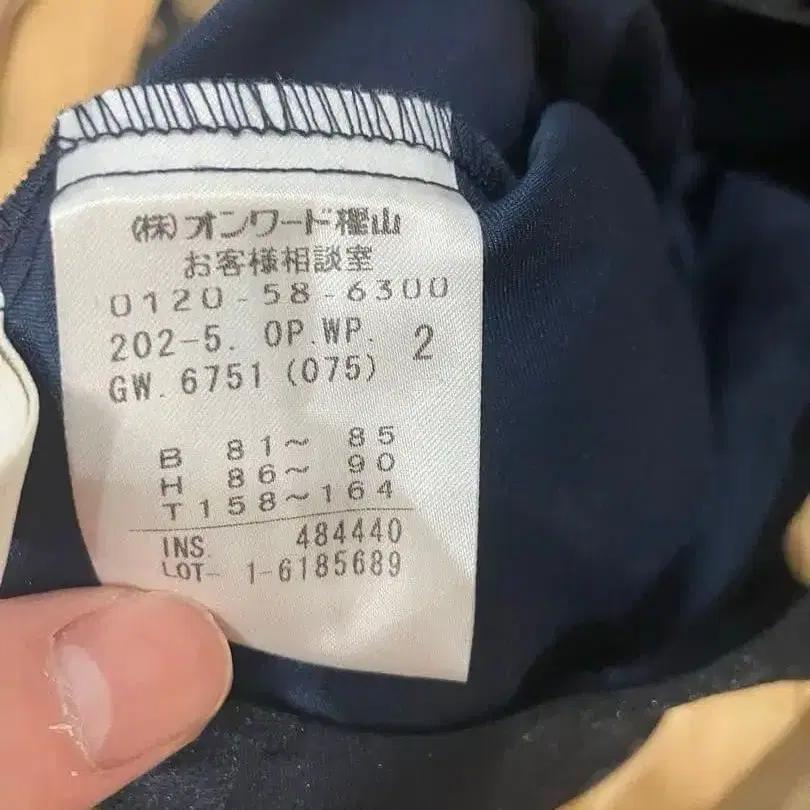 (株)オンワード樫山
お客様相談室
0120-58-6300
202-5. OP.WP. 2
GW. 6751 (075)
B 81～ 85
H 86～ 90
T 158～164
INS. 484440
LOT- 1-6185689